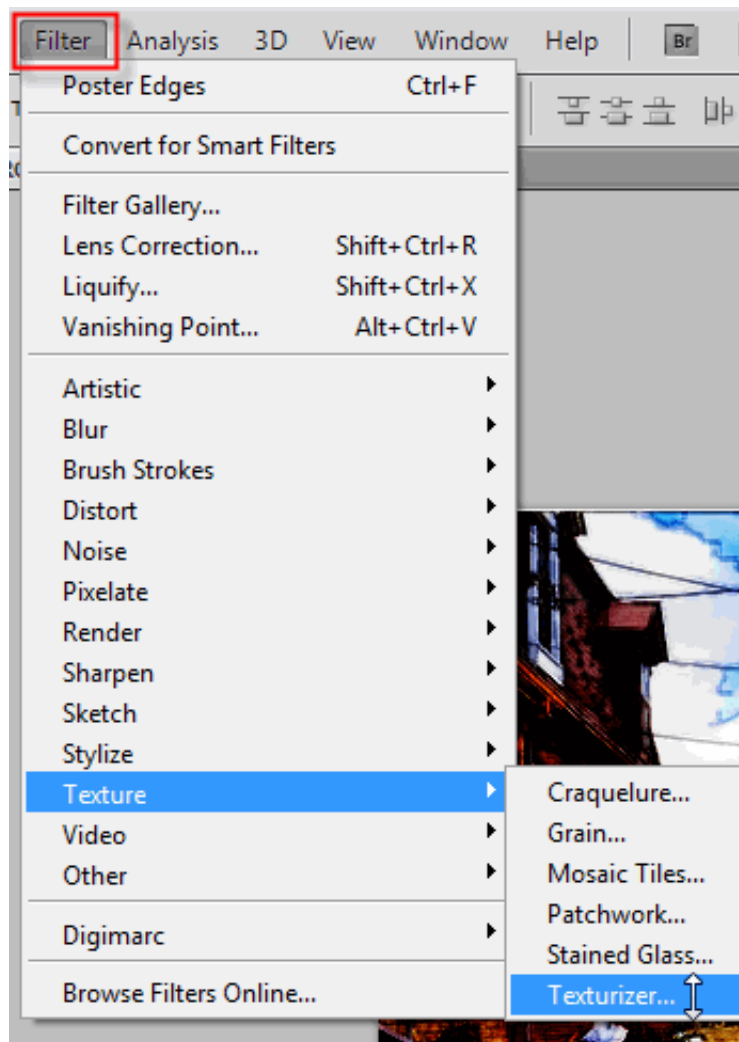 Filter Analysis 3D View Window Help Br
Poster Edges Ctrl+F
Convert for Smart Filters
Filter Gallery...
Lens Correction... Shift+Ctrl+R
Liquify... Shift+Ctrl+X
Vanishing Point... Alt+Ctrl+V
Artistic
Blur
Brush Strokes
Distort
Noise
Pixelate
Render
Sharpen
Sketch
Stylize
Texture
Craquelure...
Video
Grain...
Other
Mosaic Tiles...
Patchwork...
Digimarc
Stained Glass...
Browse Filters Online...
Texturizer...